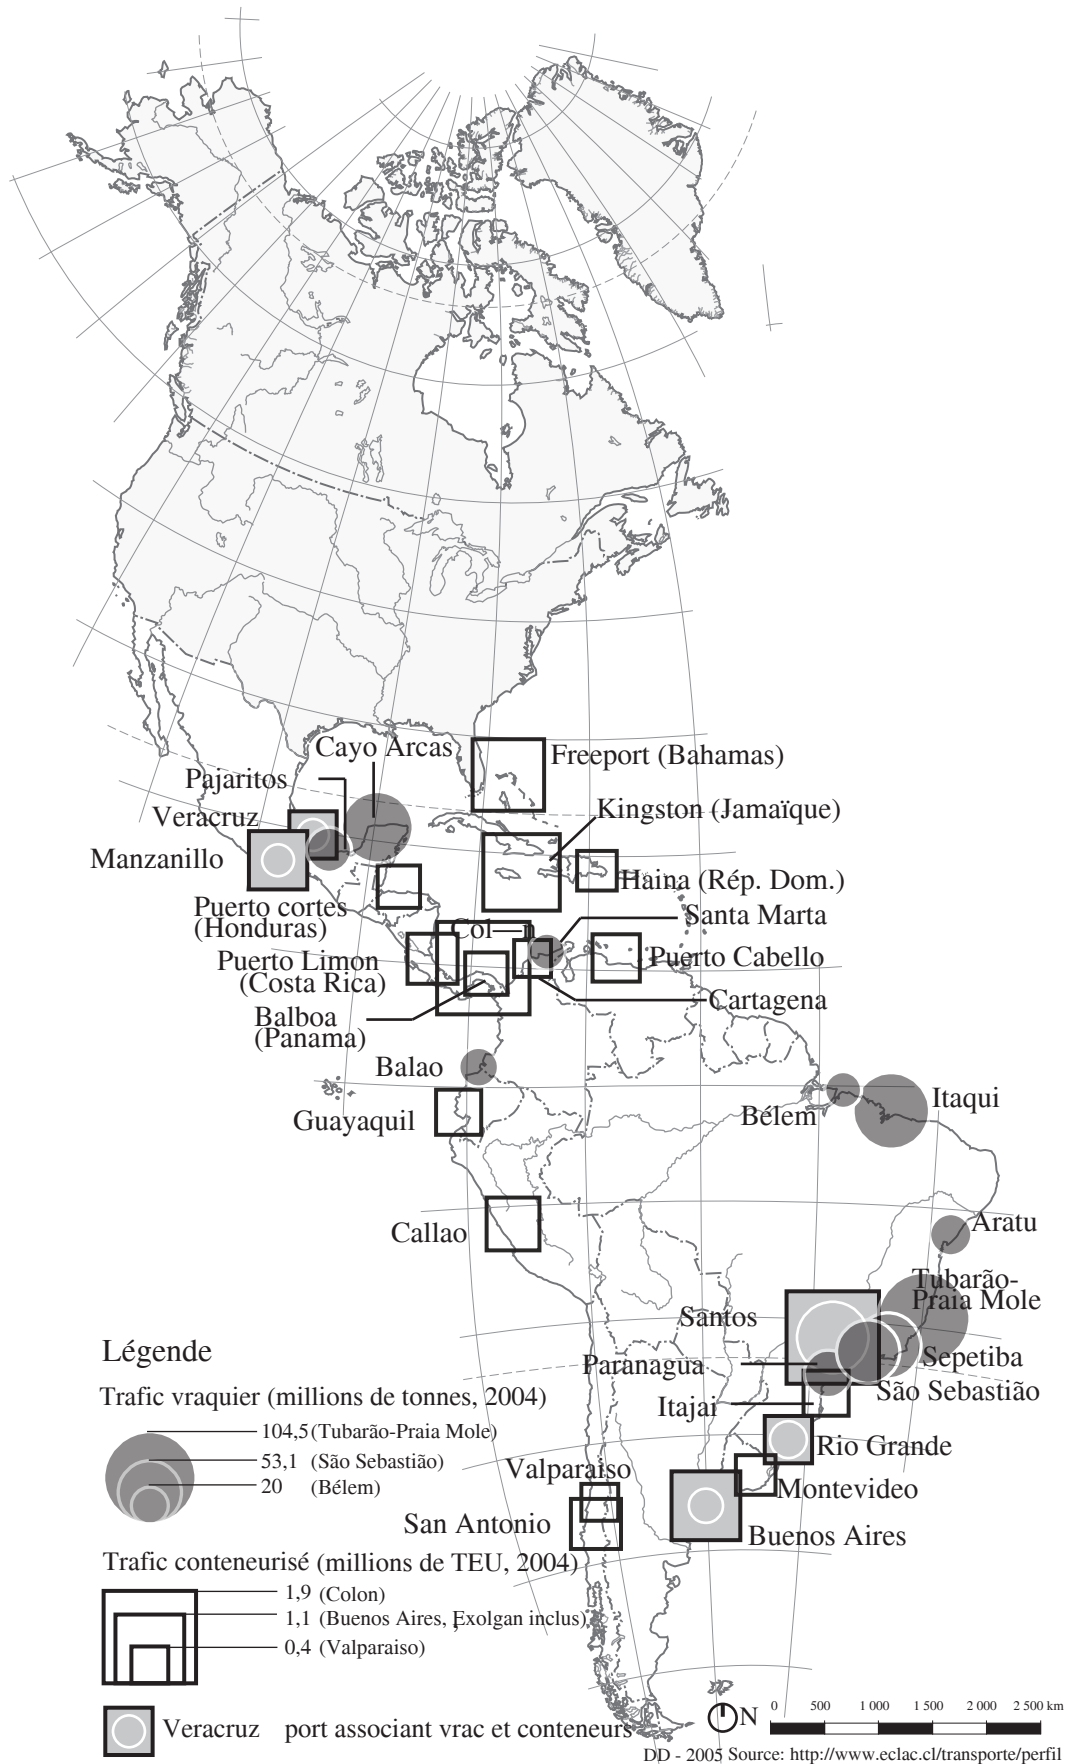 Cayo Arcas
Freeport (Bahamas)
Pajaritos
Kingston (Jamaïque)
Veracruz
Manzanillo
Haina (Rép. Dom.)
Puerto cortes
(Honduras)
Santa Marta
Col—n
Puerto Limon
(Costa Rica)
Puerto Cabello
Cartagena
Balboa
(Panama)
Balao
Itaqui
Bélem
Guayaquil
Aratu
Callao
Tubarão-
Praia Mole
Santos
Sepetiba
Paranagua
São Sebastião
Itajai
Rio Grande
Valparaiso
Montevideo
San Antonio
Buenos Aires
Légende
Trafic vraquier (millions de tonnes, 2004)
104,5 (Tubarão-Praia Mole)
53,1 (São Sebastião)
20 (Bélem)
Trafic conteneurisé (millions de TEU, 2004)
1,9 (Colon)
1,1 (Buenos Aires, Exolgan inclus)
0,4 (Valparaiso)
Veracruz port associant vrac et conteneurs
N
0 500 1 000 1 500 2 000 2 500 km
DD - 2005 Source: http://www.eclac.cl/transporte/perfil